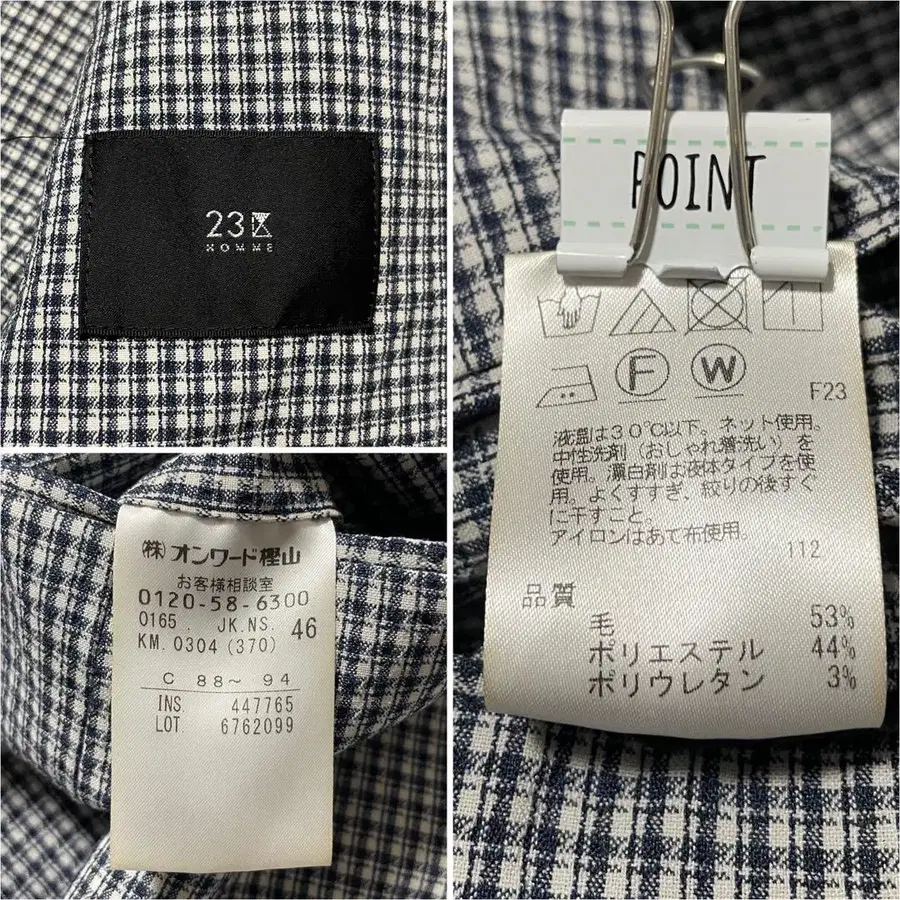 23区
HOMME
POINT
F23
液温は30℃以下。ネット使用。
中性洗剤（おしゃれ着洗い）を
使用。漂白剤は液体タイプを使
用。よくすすぎ、絞りの後すぐ
に干すこと。
アイロンはあて布使用。
112
品質
毛 53%
ポリエステル 44%
ポリウレタン 3%
㈱オンワード樫山
お客様相談室
0120-58-6300
0165. JK.NS. 46
KM.0304(370)
C 88～ 94
INS. 447765
LOT. 6762099
F
W